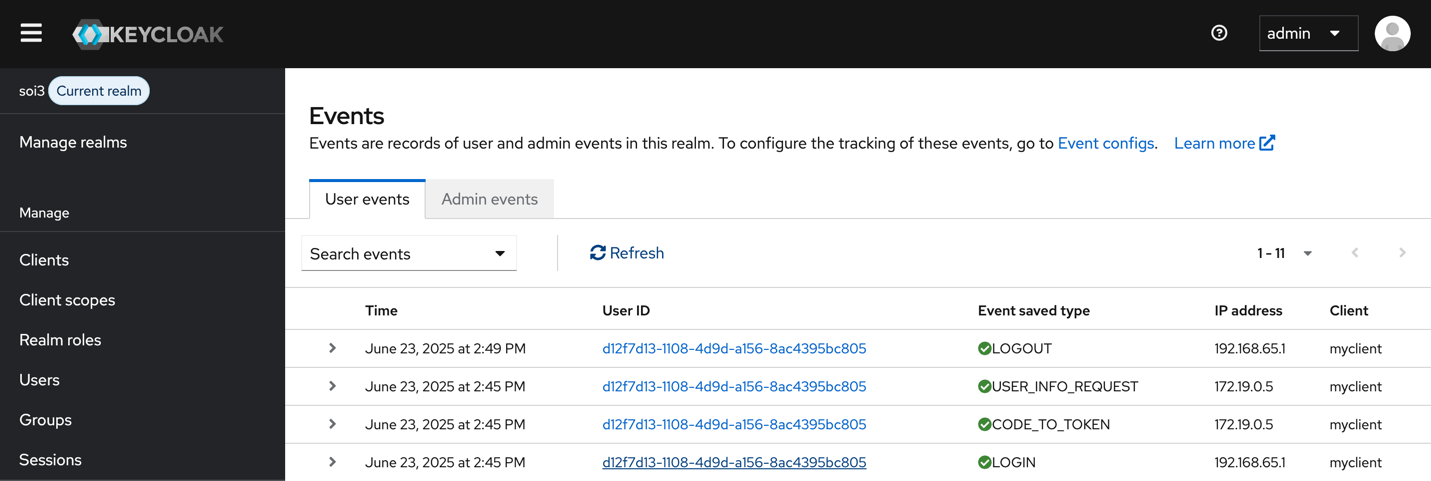 KEYCLOAK
admin
soi3 Current realm
Manage realms
Manage
Clients
Client scopes
Realm roles
Users
Groups
Sessions
Events
Events are records of user and admin events in this realm. To configure the tracking of these events, go to Event configs. Learn more
User events Admin events
Search events Refresh 1 - 11
Time User ID Event saved type IP address Client
June 23, 2025 at 2:49 PM d12f7d13-1108-4d9d-a156-8ac4395bc805 LOGOUT 192.168.65.1 myclient
June 23, 2025 at 2:45 PM d12f7d13-1108-4d9d-a156-8ac4395bc805 USER_INFO_REQUEST 172.19.0.5 myclient
June 23, 2025 at 2:45 PM d12f7d13-1108-4d9d-a156-8ac4395bc805 CODE_TO_TOKEN 172.19.0.5 myclient
June 23, 2025 at 2:45 PM d12f7d13-1108-4d9d-a156-8ac4395bc805 LOGIN 192.168.65.1 myclient